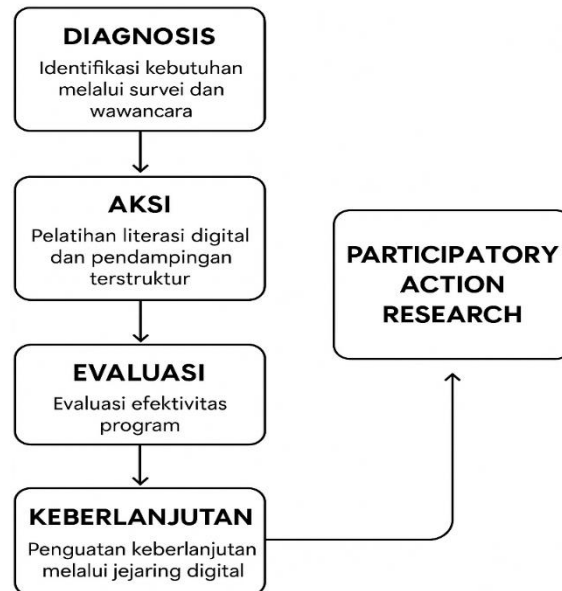 DIAGNOSIS
Identifikasi kebutuhan
melalui survei dan
wawancara
AKSI
Pelatihan literasi digital
dan pendampingan
terstruktur
EVALUASI
Evaluasi efektivitas
program
KEBERLANJUTAN
Penguatan keberlanjutan
melalui jejaring digital
PARTICIPATORY
ACTION
RESEARCH